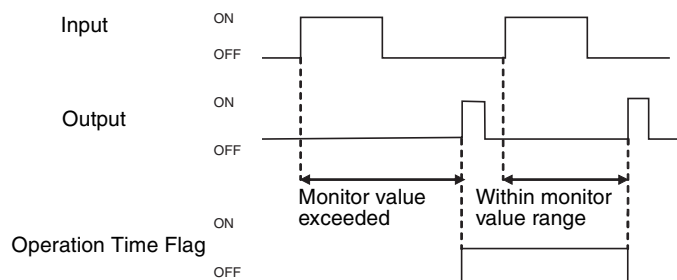 Input
ON
OFF
Output
ON
OFF
Monitor value
exceeded
Within monitor
value range
Operation Time Flag
ON
OFF